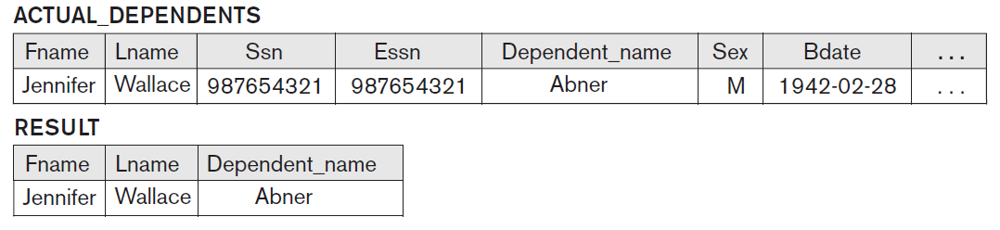 ACTUAL_DEPENDENTS
Fname Lname Ssn Essn Dependent_name Sex Bdate ...
Jennifer Wallace 987654321 987654321 Abner M 1942-02-28 ...
RESULT
Fname Lname Dependent_name
Jennifer Wallace Abner